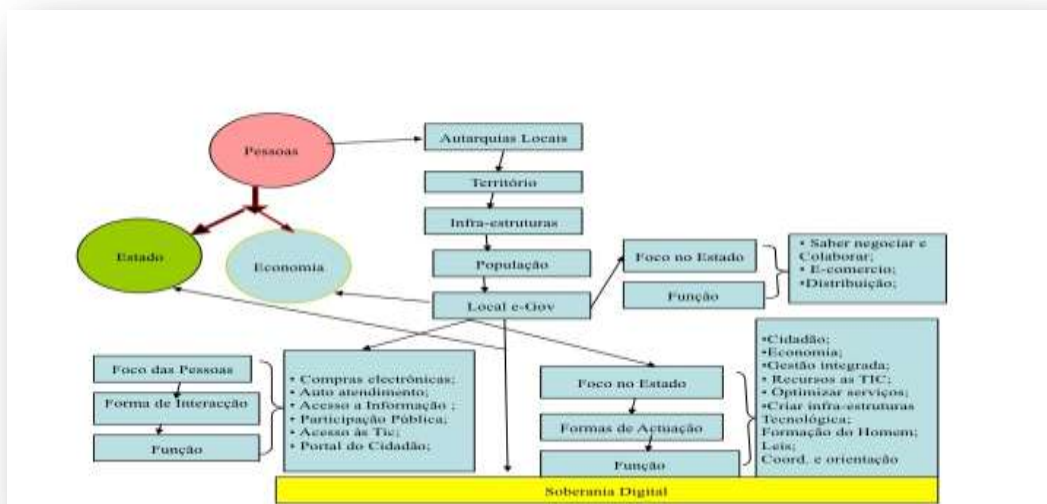 Pessoas
Autarquias Locais
Território
Infra-estruturas
População
Local e-Gov
Estado
Economia
Foco no Estado
Função
• Saber negociar e
Colaborar;
• E-comercio;
•Distribuição;
Foco das Pessoas
Forma de Interacção
Função
• Compras electrónicas;
• Auto atendimento;
• Acesso a Informação ;
• Participação Pública;
• Acesso às Tic;
• Portal do Cidadão;
Foco no Estado
Formas de Actuação
Função
•Cidadão;
•Economia;
•Gestão integrada;
• Recursos as TIC;
• Optimizar serviços;
•Criar infra-estruturas
Tecnológica;
Formação do Homem;
Leis;
Coord. e orientação
Soberania Digital